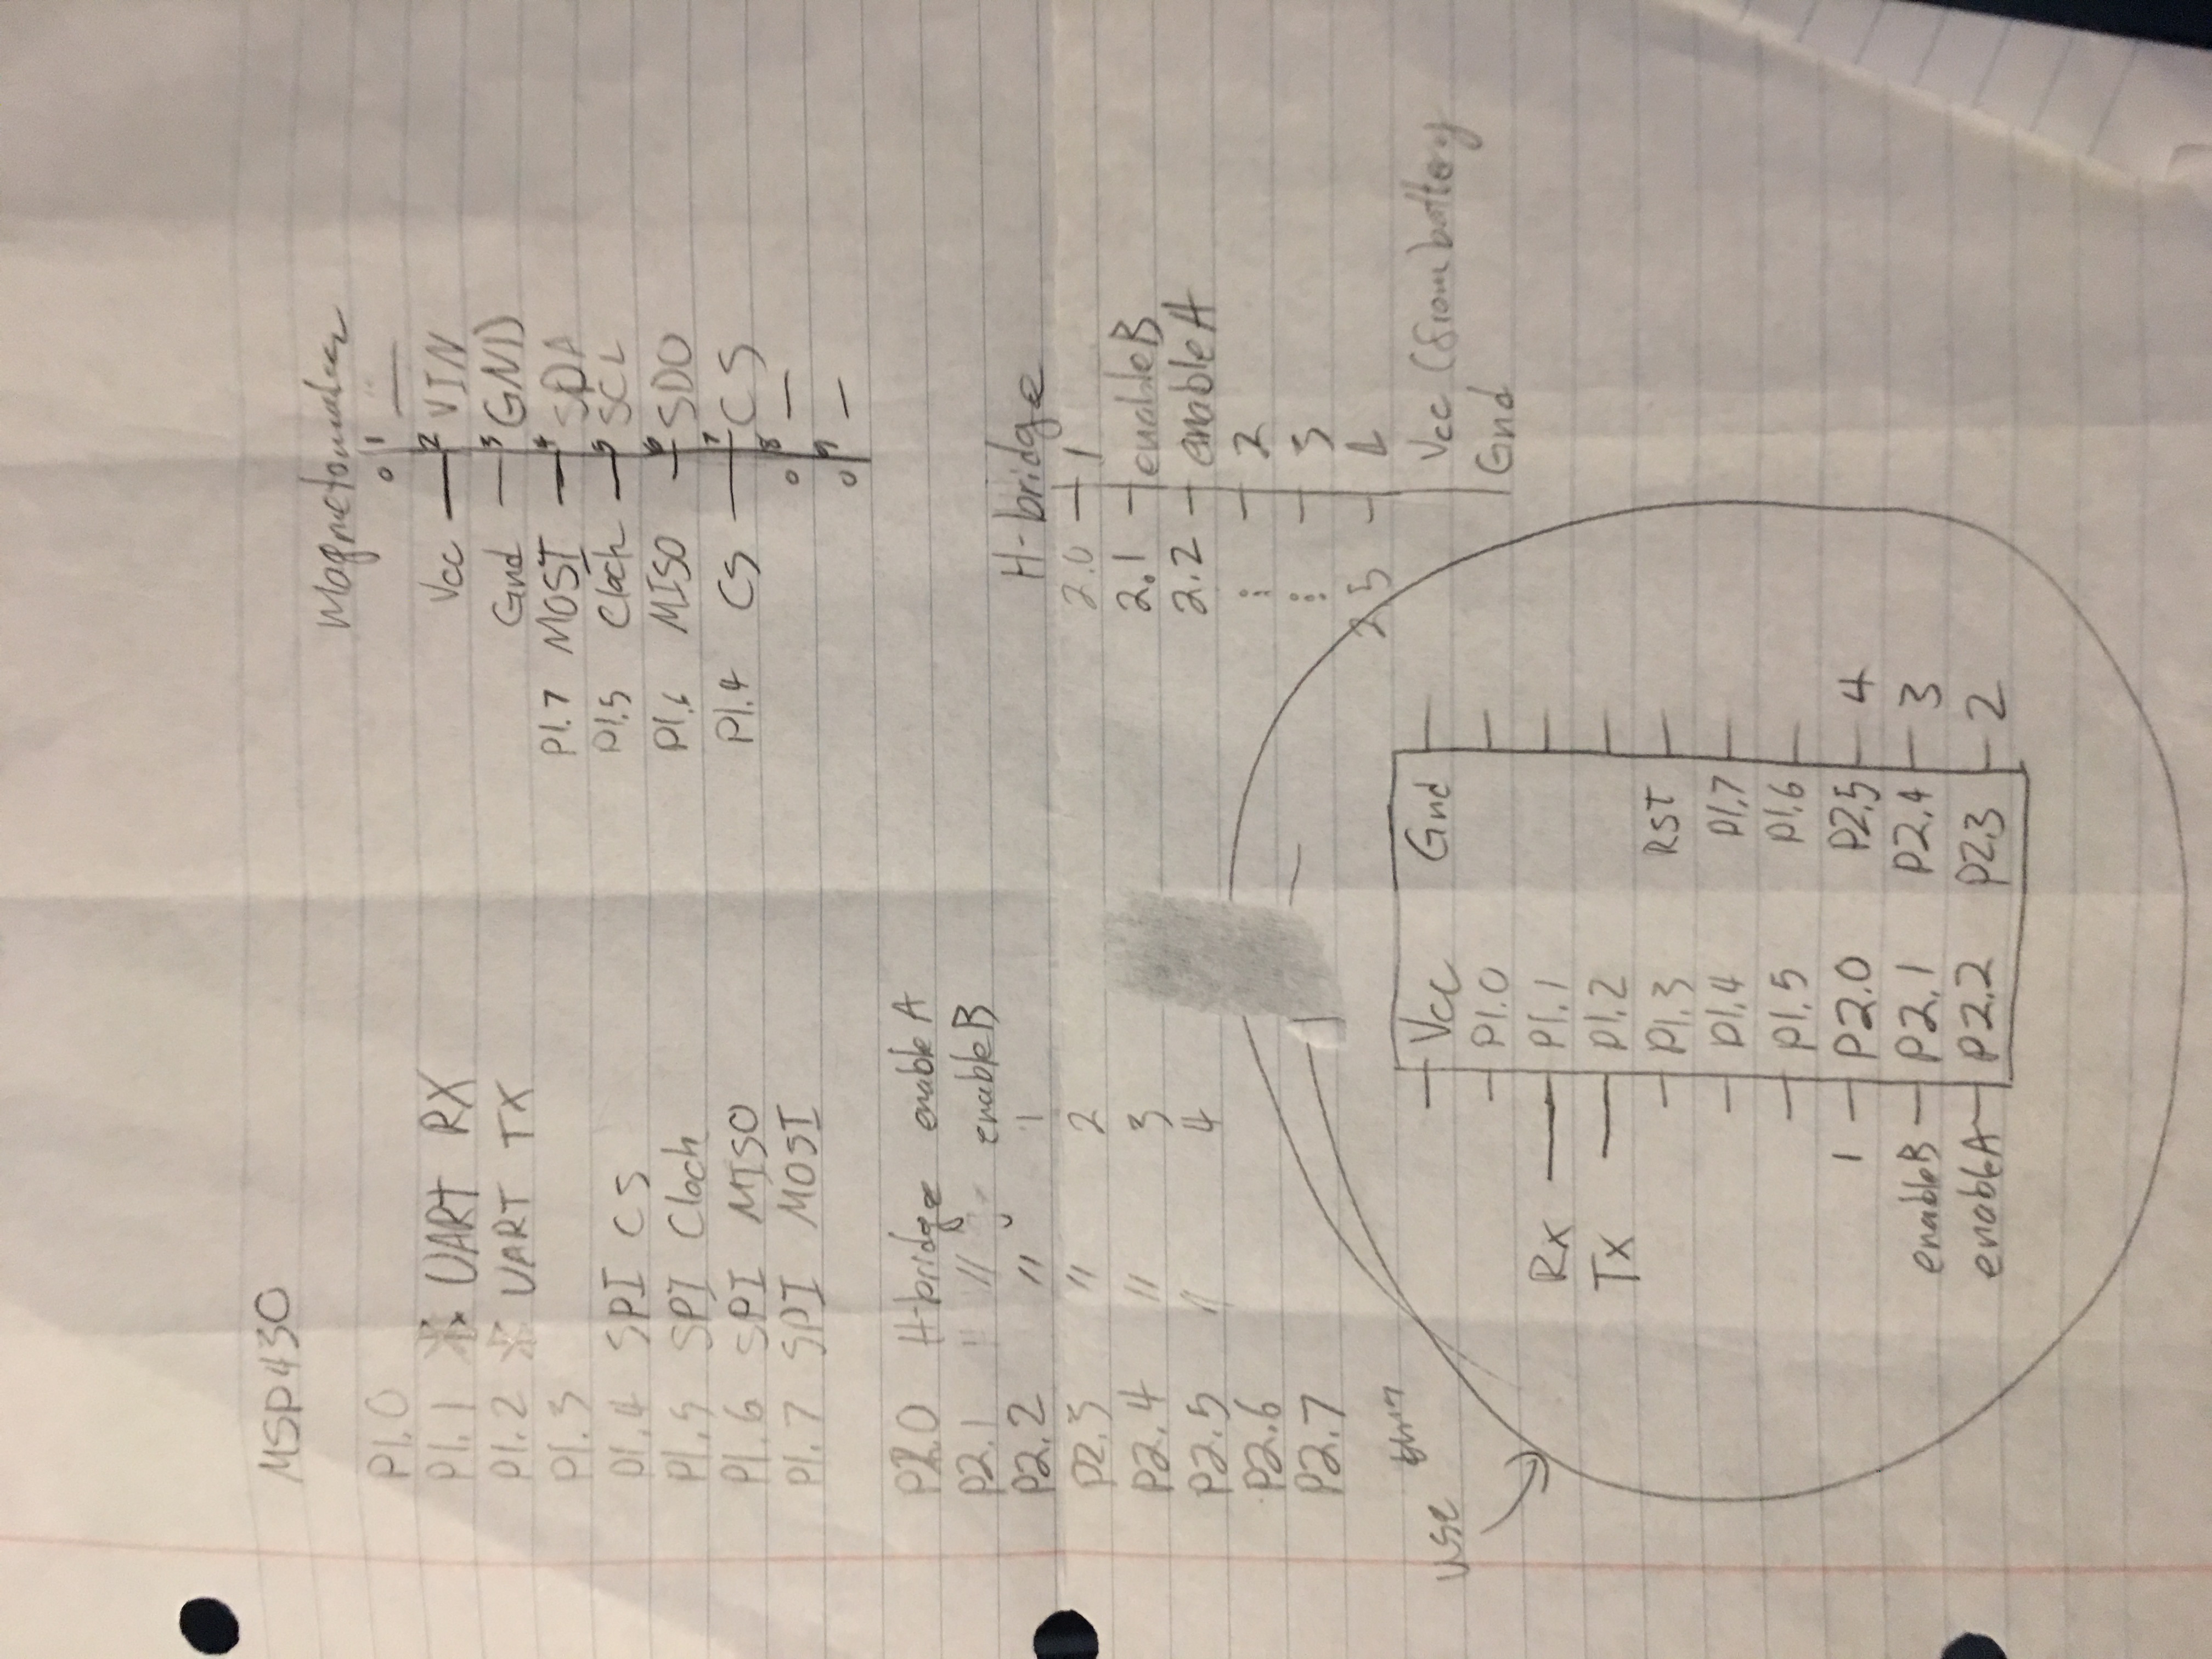 MSP430
P1.0
P1.1 UART RX
P1.2 UART TX
P1.3
P1.4 SPI CS
P1.5 SPI Clock
P1.6 SPI MISO
P1.7 SPI MOSI
P2.0 H-bridge enable A
P2.1 " " enable B
P2.2 " 1
P2.3 " 2
P2.4 " 3
P2.5 " 4
P2.6
P2.7
Magnetometer
1 —
Vcc 2 VIN
Gnd 3 GND
P1.7 MOSI 4 SDA
P1.5 Clock 5 SCL
P1.6 MISO 6 SDO
P1.4 CS 7 CS
8 —
9 —
H-bridge
2.0 1
2.1 enableB
2.2 enableA
2
3
2.5 4
Vcc (from) battery
Gnd
use this
Vcc Gnd
P1.0
Rx P1.1
Tx P1.2
P1.3 RST
P1.4 P1.7
P1.5 P1.6
1 P2.0 P2.5 4
enableB P2.1 P2.4 3
enableA P2.2 P2.3 2